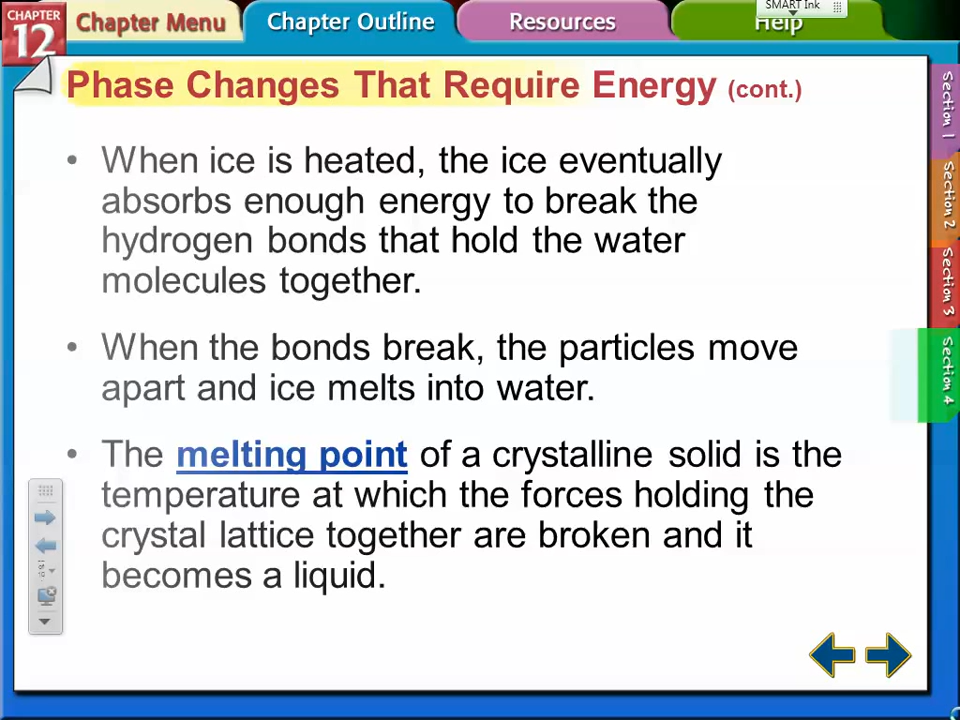 SMART Ink
CHAPTER
12
Chapter Menu
Chapter Outline
Resources
Help
Phase Changes That Require Energy (cont.)
• When ice is heated, the ice eventually
absorbs enough energy to break the
hydrogen bonds that hold the water
molecules together.
• When the bonds break, the particles move
apart and ice melts into water.
• The melting point of a crystalline solid is the
temperature at which the forces holding the
crystal lattice together are broken and it
becomes a liquid.
Section 1
Section 2
Section 3
Section 4